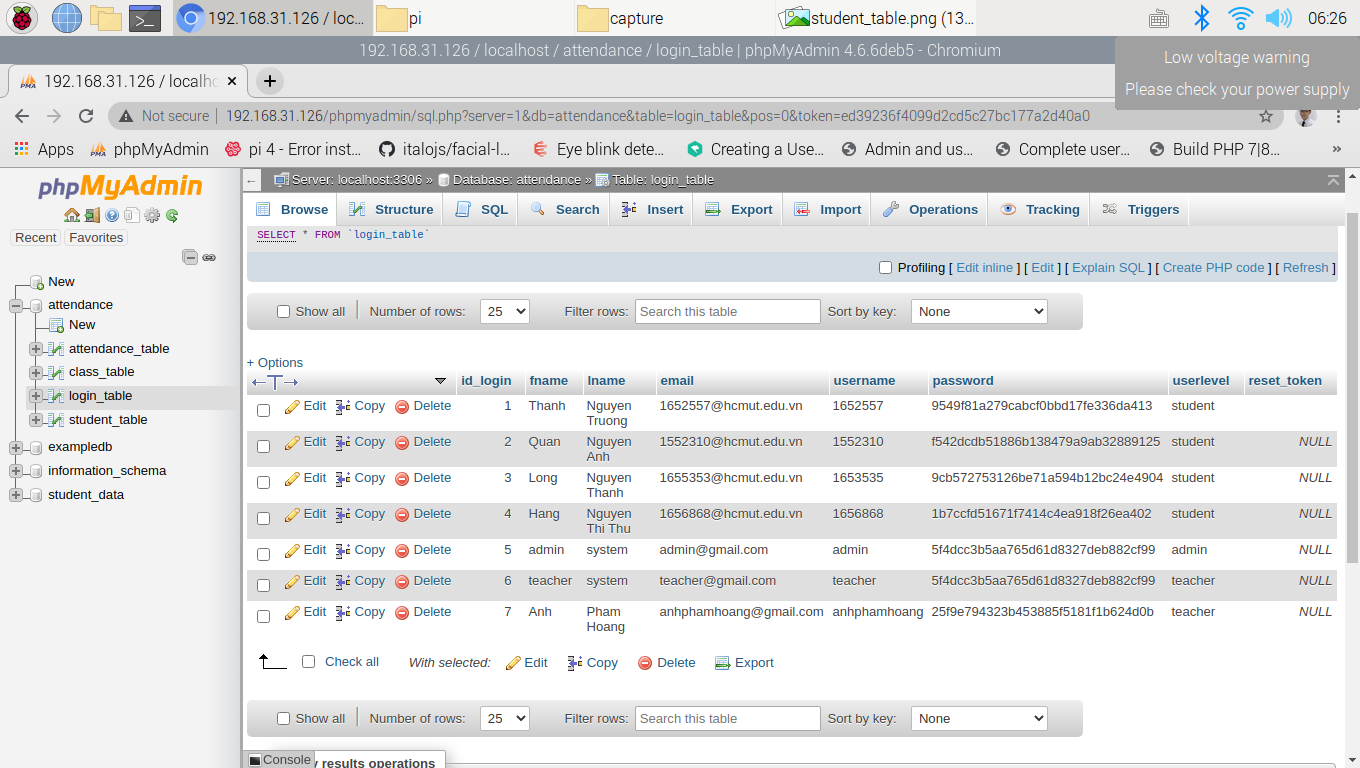 192.168.31.126 / loc...
pi
capture
student_table.png (13...
06:26
192.168.31.126 / localhost / attendance / login_table | phpMyAdmin 4.6.6deb5 - Chromium
Low voltage warning
Please check your power supply
192.168.31.126 / localho
Not secure 192.168.31.126/phpmyadmin/sql.php?server=1&db=attendance&table=login_table&pos=0&token=ed39236f4099d2cd5c27bc177a2d40a0
Apps phpMyAdmin pi 4 - Error inst... italojs/facial-l... Eye blink dete... Creating a Use... Admin and us... Complete user... Build PHP 7|8... »
phpMyAdmin
Recent Favorites
New
attendance
New
attendance_table
class_table
login_table
student_table
exampledb
information_schema
student_data
Server: localhost:3306 » Database: attendance » Table: login_table
Browse Structure SQL Search Insert Export Import Operations Tracking Triggers
SELECT * FROM `login_table`
Profiling [ Edit inline ] [ Edit ] [ Explain SQL ] [ Create PHP code ] [ Refresh ]
Show all Number of rows: 25 Filter rows: Search this table Sort by key: None
+ Options
id_login fname lname email username password userlevel reset_token
Edit Copy Delete 1 Thanh Nguyen Truong 1652557@hcmut.edu.vn 1652557 9549f81a279cabcf0bbd17fe336da413 student
Edit Copy Delete 2 Quan Nguyen Anh 1552310@hcmut.edu.vn 1552310 f542dcdb51886b138479a9ab32889125 student NULL
Edit Copy Delete 3 Long Nguyen Thanh 1655353@hcmut.edu.vn 1653535 9cb572753126be71a594b12bc24e4904 student NULL
Edit Copy Delete 4 Hang Nguyen Thi Thu 1656868@hcmut.edu.vn 1656868 1b7ccfd51671f7414c4ea918f26ea402 student NULL
Edit Copy Delete 5 admin system admin@gmail.com admin 5f4dcc3b5aa765d61d8327deb882cf99 admin NULL
Edit Copy Delete 6 teacher system teacher@gmail.com teacher 5f4dcc3b5aa765d61d8327deb882cf99 teacher NULL
Edit Copy Delete 7 Anh Pham Hoang anhphamhoang@gmail.com anhphamhoang 25f9e794323b453885f5181f1b624d0b teacher NULL
Check all With selected: Edit Copy Delete Export
Show all Number of rows: 25 Filter rows: Search this table Sort by key: None
Console
y results operations